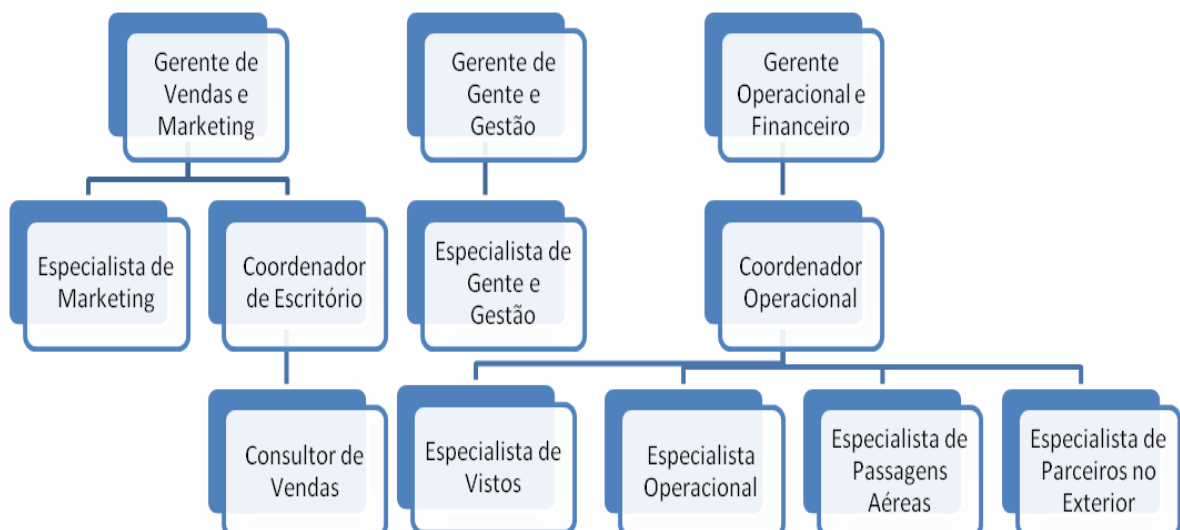 Gerente de
Vendas e
Marketing
Gerente de
Gente e
Gestão
Gerente
Operacional e
Financeiro
Especialista de
Marketing
Coordenador
de Escritório
Especialista de
Gente e
Gestão
Coordenador
Operacional
Consultor de
Vendas
Especialista de
Vistos
Especialista
Operacional
Especialista de
Passagens
Aéreas
Especialista de
Parceiros no
Exterior